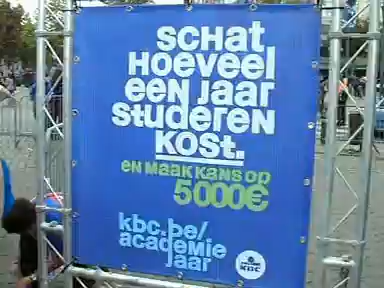 SCHAT
HOEVEEL
EEN JAAR
STUDEREN
KOST.
EN MAAK KANS OP
5000€
kbc.be/
academie
jaar
KBC